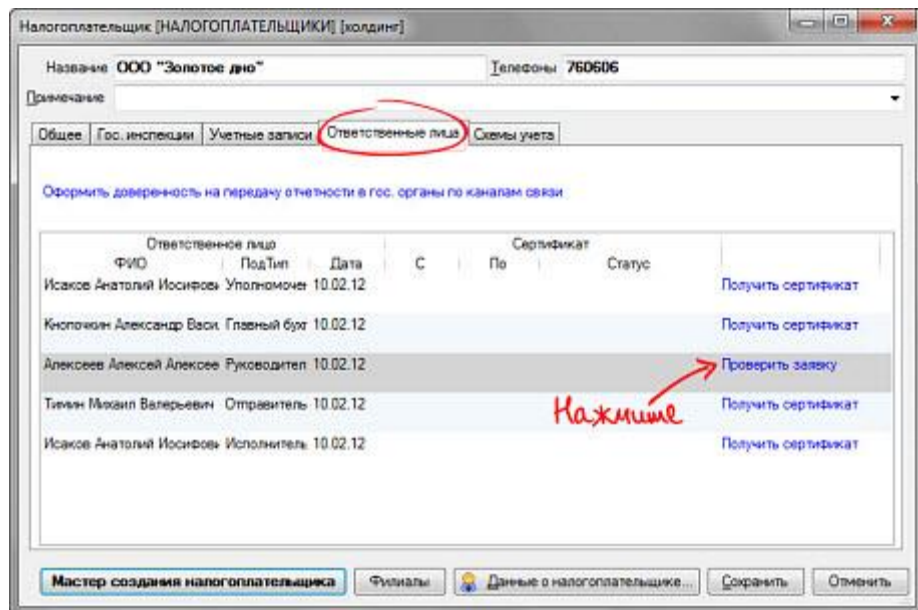 Налогоплательщик [НАЛОГОПЛАТЕЛЬЩИКИ] [холдинг]
Название ООО "Золотое дно" Телефоны 760606
Примечание
Общее Гос. инспекции Учетные записи Ответственные лица Схемы учета
Оформить доверенность на передачу отчетности в гос. органы по каналам связи
Ответственное лицо Сертификат
ФИО ПодТип Дата С По Статус
Исаков Анатолий Иосифови Уполномочен 10.02.12 Получить сертификат
Кнопочкин Александр Васи. Главный бухг 10.02.12 Получить сертификат
Алексеев Алексей Алексее Руководител 10.02.12 Проверить заявку
Тимин Михаил Валерьевич Отправитель 10.02.12 Получить сертификат
Нажмите
Исаков Анатолий Иосифови Исполнитель 10.02.12 Получить сертификат
Мастер создания налогоплательщика Филиалы Данные о налогоплательщике... Сохранить Отменить